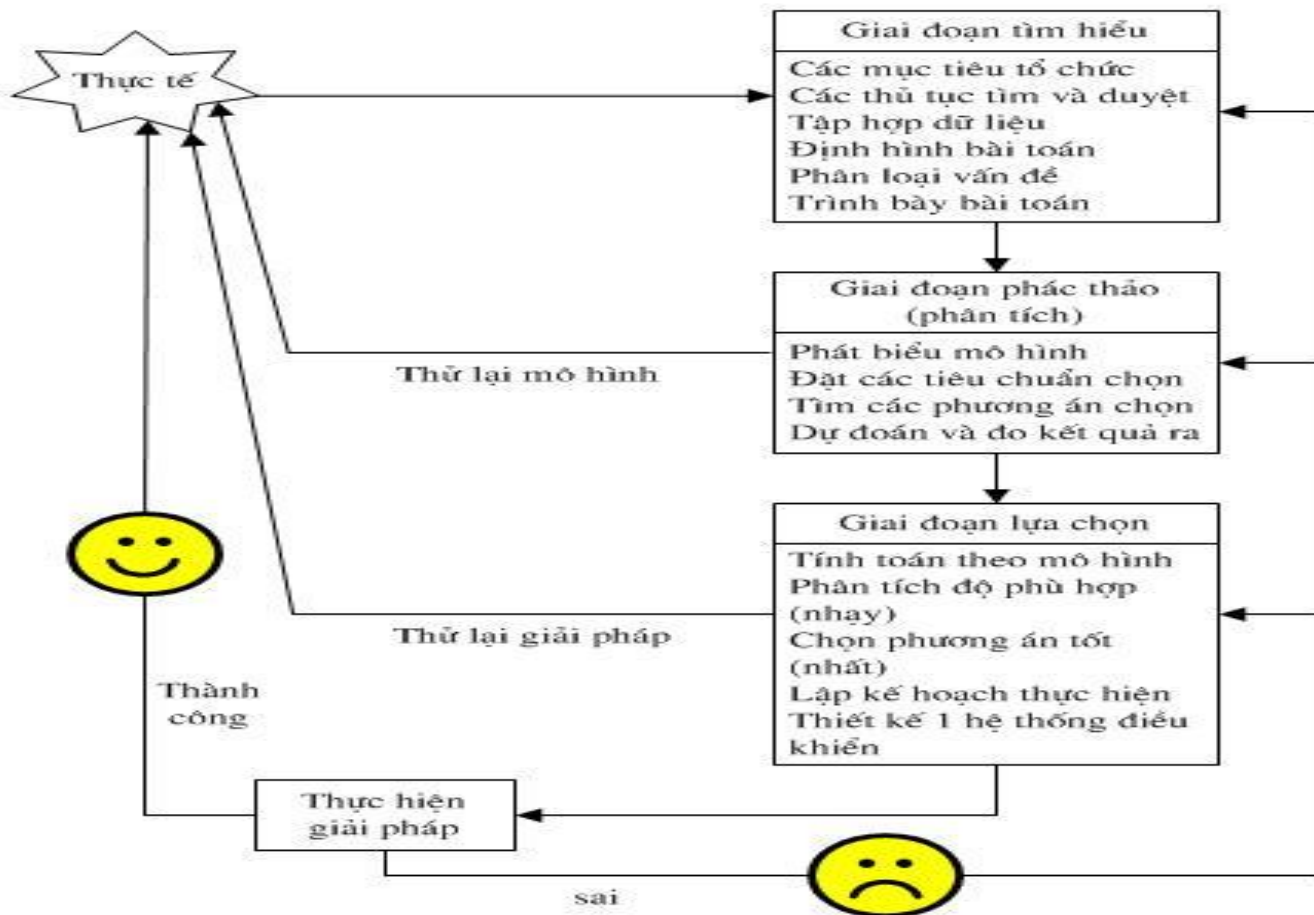 Thực tế
Giai đoạn tìm hiểu
Các mục tiêu tổ chức
Các thủ tục tìm và duyệt
Tập hợp dữ liệu
Định hình bài toán
Phân loại vấn đề
Trình bày bài toán
Giai đoạn phác thảo
(phân tích)
Phát biểu mô hình
Đặt các tiêu chuẩn chọn
Tìm các phương án chọn
Dự đoán và đo kết quả ra
Thử lại mô hình
Giai đoạn lựa chọn
Tính toán theo mô hình
Phân tích độ phù hợp
(nhạy)
Chọn phương án tốt
(nhất)
Lập kế hoạch thực hiện
Thiết kế 1 hệ thống điều
khiển
Thử lại giải pháp
Thành
công
Thực hiện
giải pháp
sai